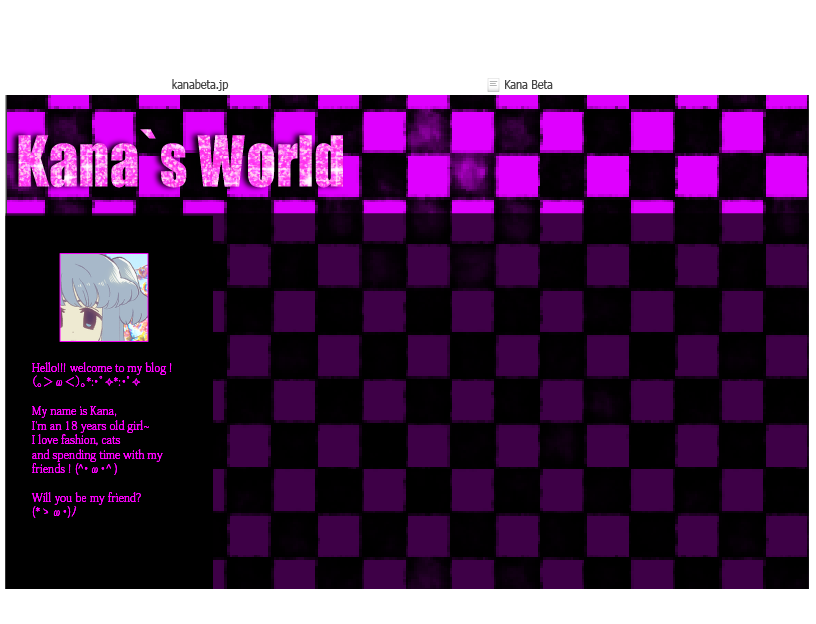 kanabeta.jp
Kana Beta
Kana`s World
Hello!!! welcome to my blog !
(｡＞ω＜)｡*:･ﾟ✧*:･ﾟ✧
My name is Kana,
I'm an 18 years old girl~
I love fashion, cats
and spending time with my
friends ! (^･ω･^ )
Will you be my friend?
(*＞ω･)ﾉ